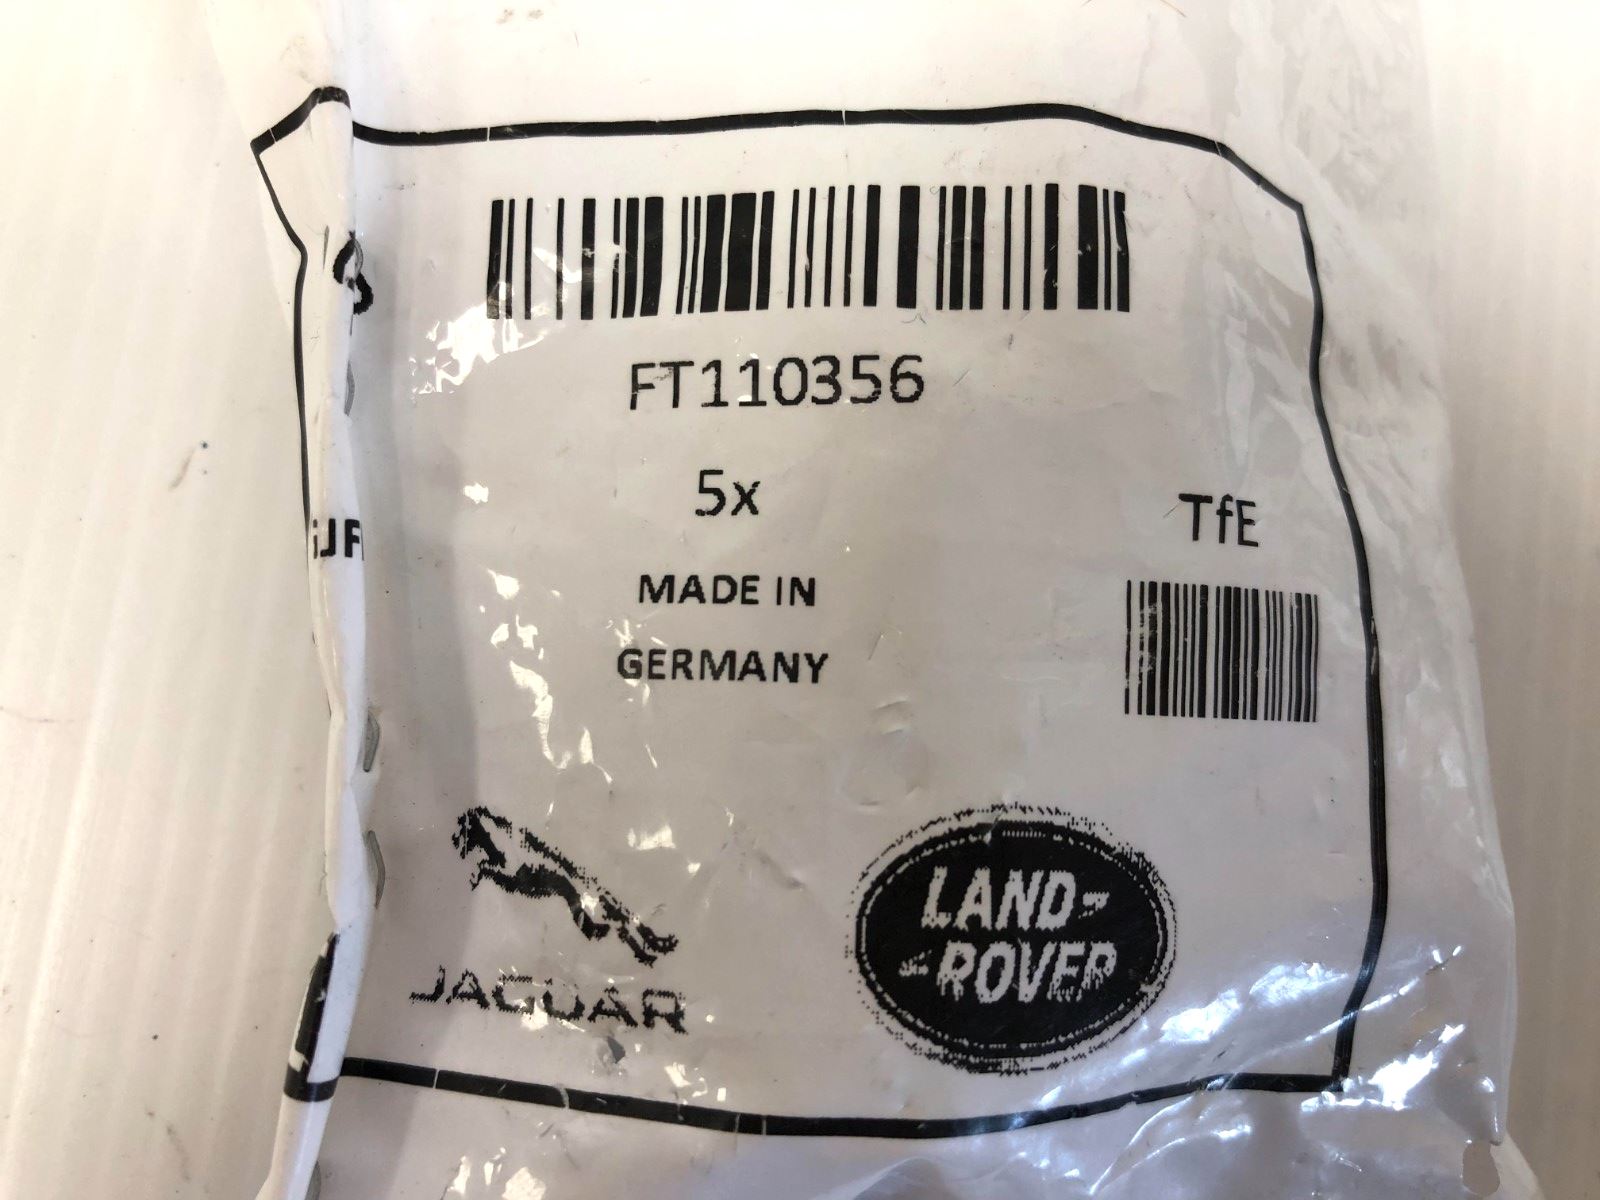 FT110356
5x
TfE
MADE IN
GERMANY
JAGUAR
LAND-
-ROVER